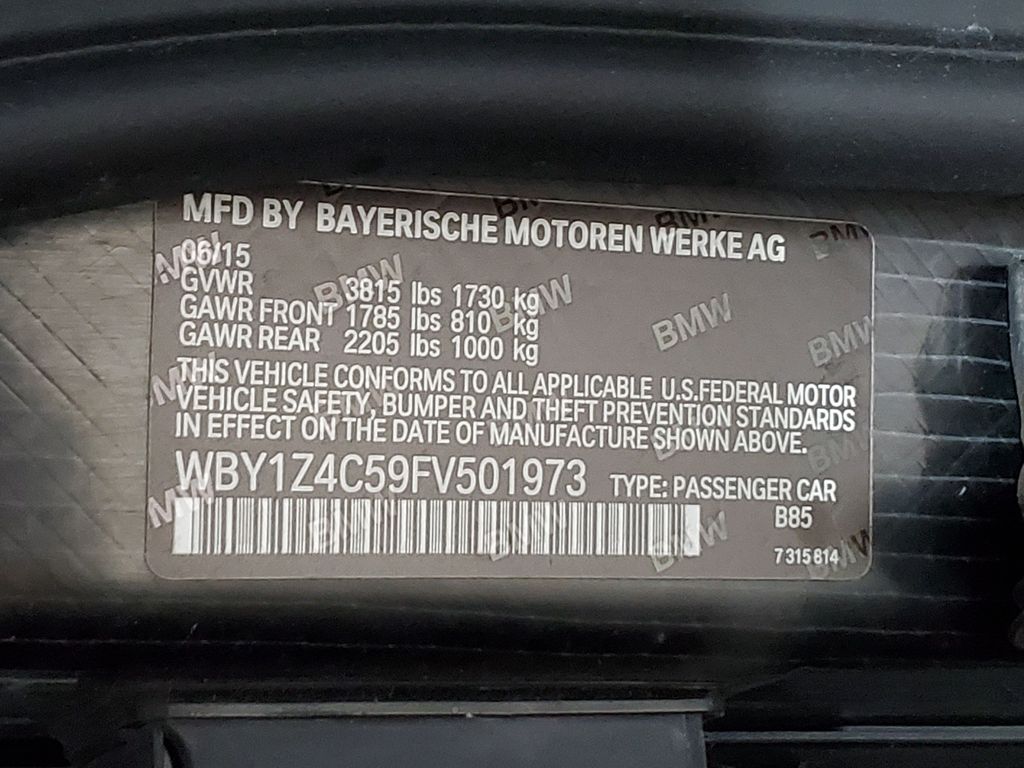 MFD BY BAYERISCHE MOTOREN WERKE AG
06/15
GVWR 3815 lbs 1730 kg
GAWR FRONT 1785 lbs 810 kg
GAWR REAR 2205 lbs 1000 kg
THIS VEHICLE CONFORMS TO ALL APPLICABLE U.S.FEDERAL MOTOR
VEHICLE SAFETY, BUMPER AND THEFT PREVENTION STANDARDS
IN EFFECT ON THE DATE OF MANUFACTURE SHOWN ABOVE.
WBY1Z4C59FV501973 TYPE: PASSENGER CAR
B85
7 315 814